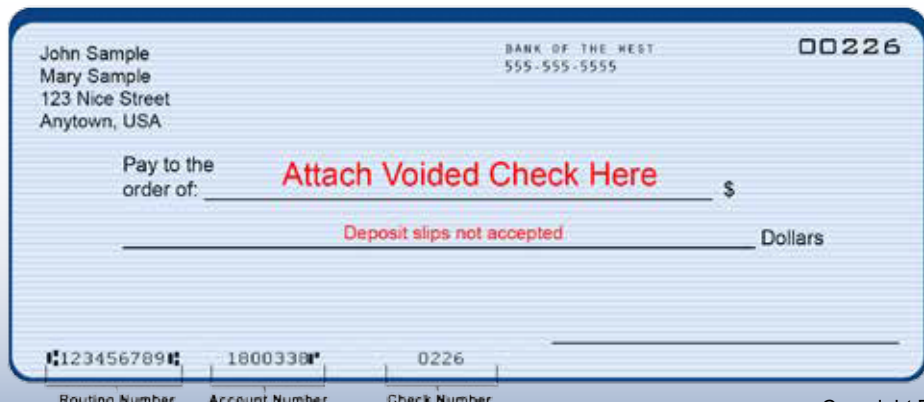 John Sample
Mary Sample
123 Nice Street
Anytown, USA
BANK OF THE WEST
555-555-5555
00226
Pay to the
order of:
Attach Voided Check Here
$
Deposit slips not accepted
Dollars
⑆123456789⑆ 1800338⑈ 0226
Routing Number Account Number Check Number